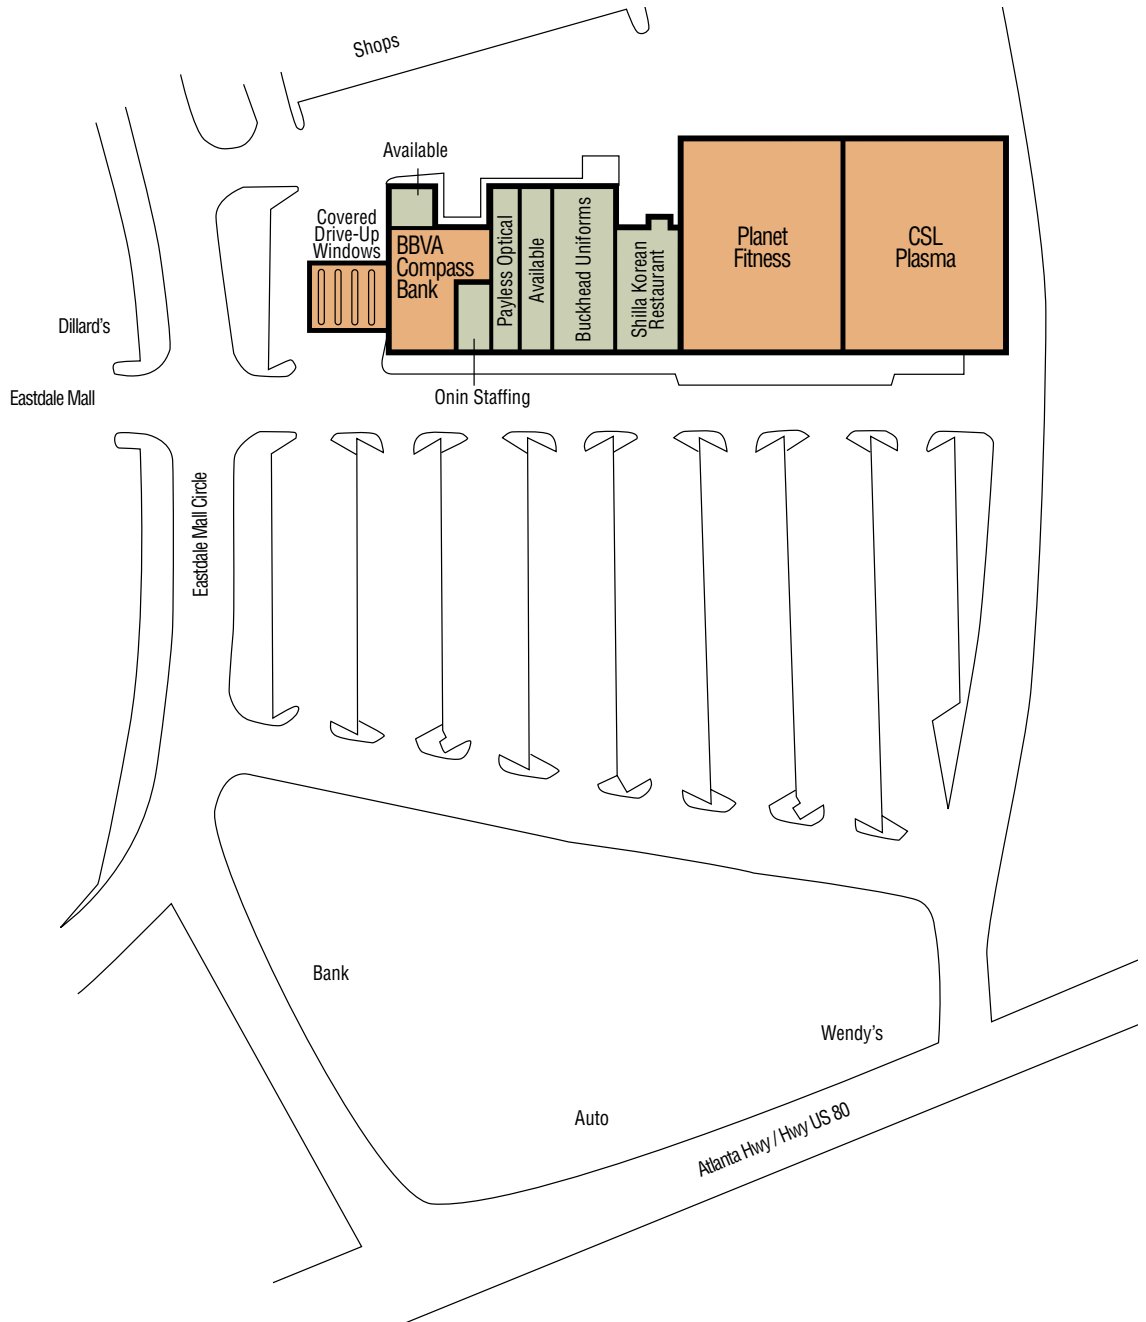 Shops
Available
Covered
Drive-Up
Windows
BBVA
Compass
Bank
Payless Optical
Available
Buckhead Uniforms
Shilla Korean
Restaurant
Planet
Fitness
CSL
Plasma
Dillard's
Eastdale Mall
Onin Staffing
Eastdale Mall Circle
Bank
Wendy's
Auto
Atlanta Hwy / Hwy US 80